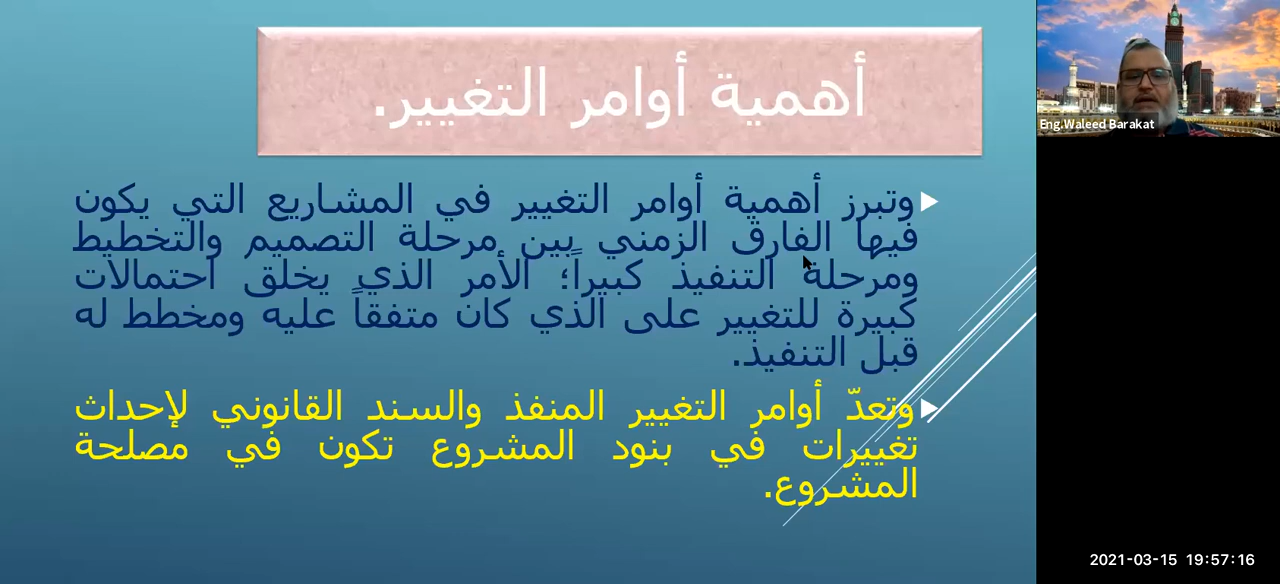 أهمية أوامر التغيير.
وتبرز أهمية أوامر التغيير في المشاريع التي يكون
فيها الفارق الزمني بين مرحلة التصميم والتخطيط
ومرحلة التنفيذ كبيراً؛ الأمر الذي يخلق احتمالات
كبيرة للتغيير على الذي كان متفقاً عليه ومخطط له
قبل التنفيذ.
وتعدّ أوامر التغيير المنفذ والسند القانوني لإحداث
تغييرات في بنود المشروع تكون في مصلحة
المشروع.
Eng.Waleed Barakat
2021-03-15 19:57:16